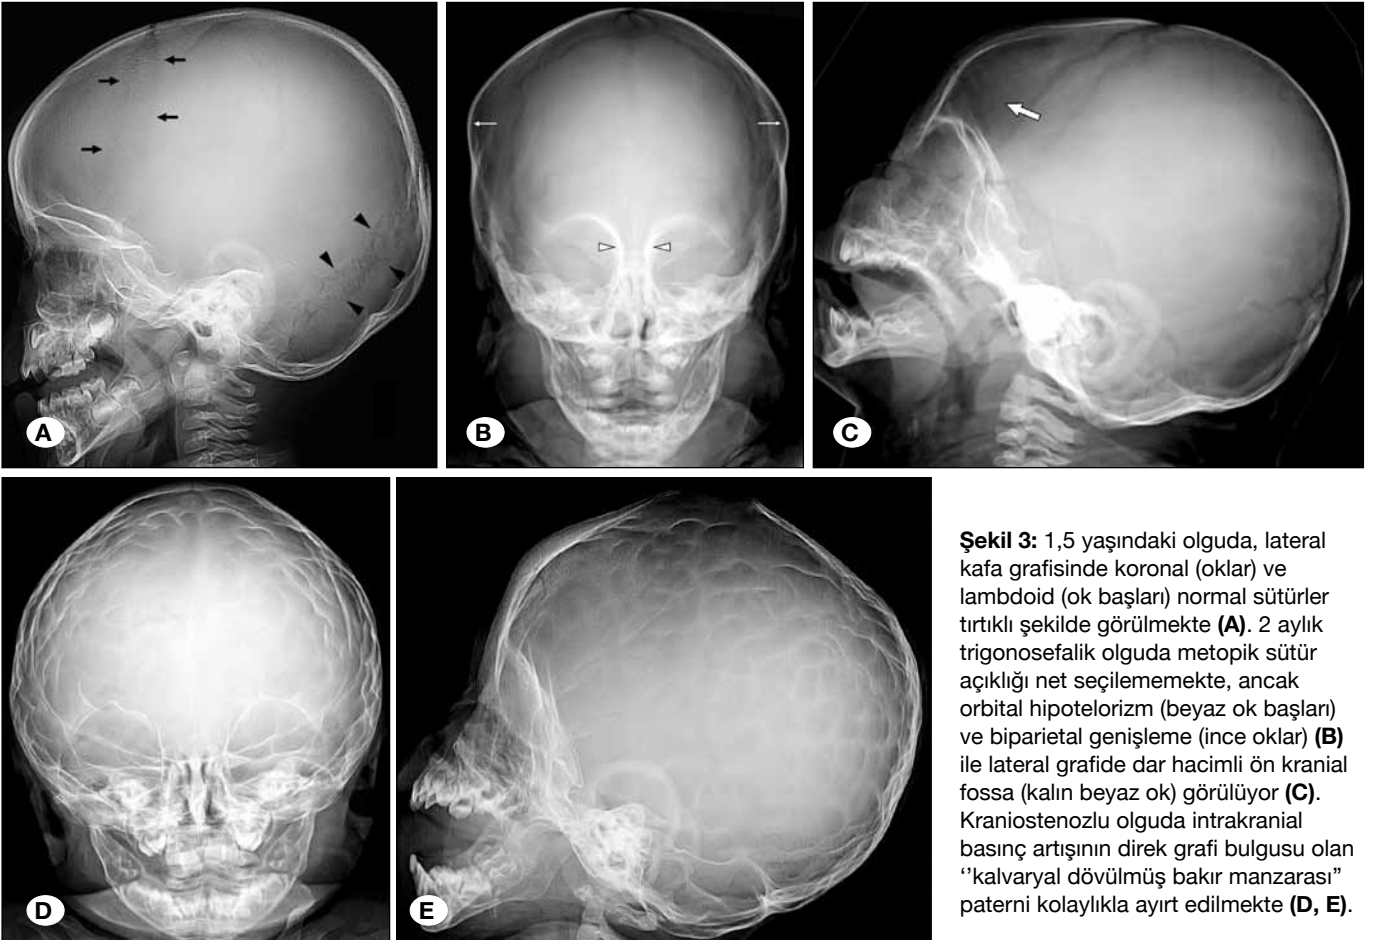 A
B
C
D
E
Şekil 3: 1,5 yaşındaki olguda, lateral
kafa grafisinde koronal (oklar) ve
lambdoid (ok başları) normal sütürler
tırtıklı şekilde görülmekte (A). 2 aylık
trigonosefalik olguda metopik sütür
açıklığı net seçilememekte, ancak
orbital hipotelorizm (beyaz ok başları)
ve biparietal genişleme (ince oklar) (B)
ile lateral grafide dar hacimli ön kranial
fossa (kalın beyaz ok) görülüyor (C).
Kraniostenozlu olguda intrakranial
basınç artışının direk grafi bulgusu olan
‘’kalvaryal dövülmüş bakır manzarası”
paterni kolaylıkla ayırt edilmekte (D, E).